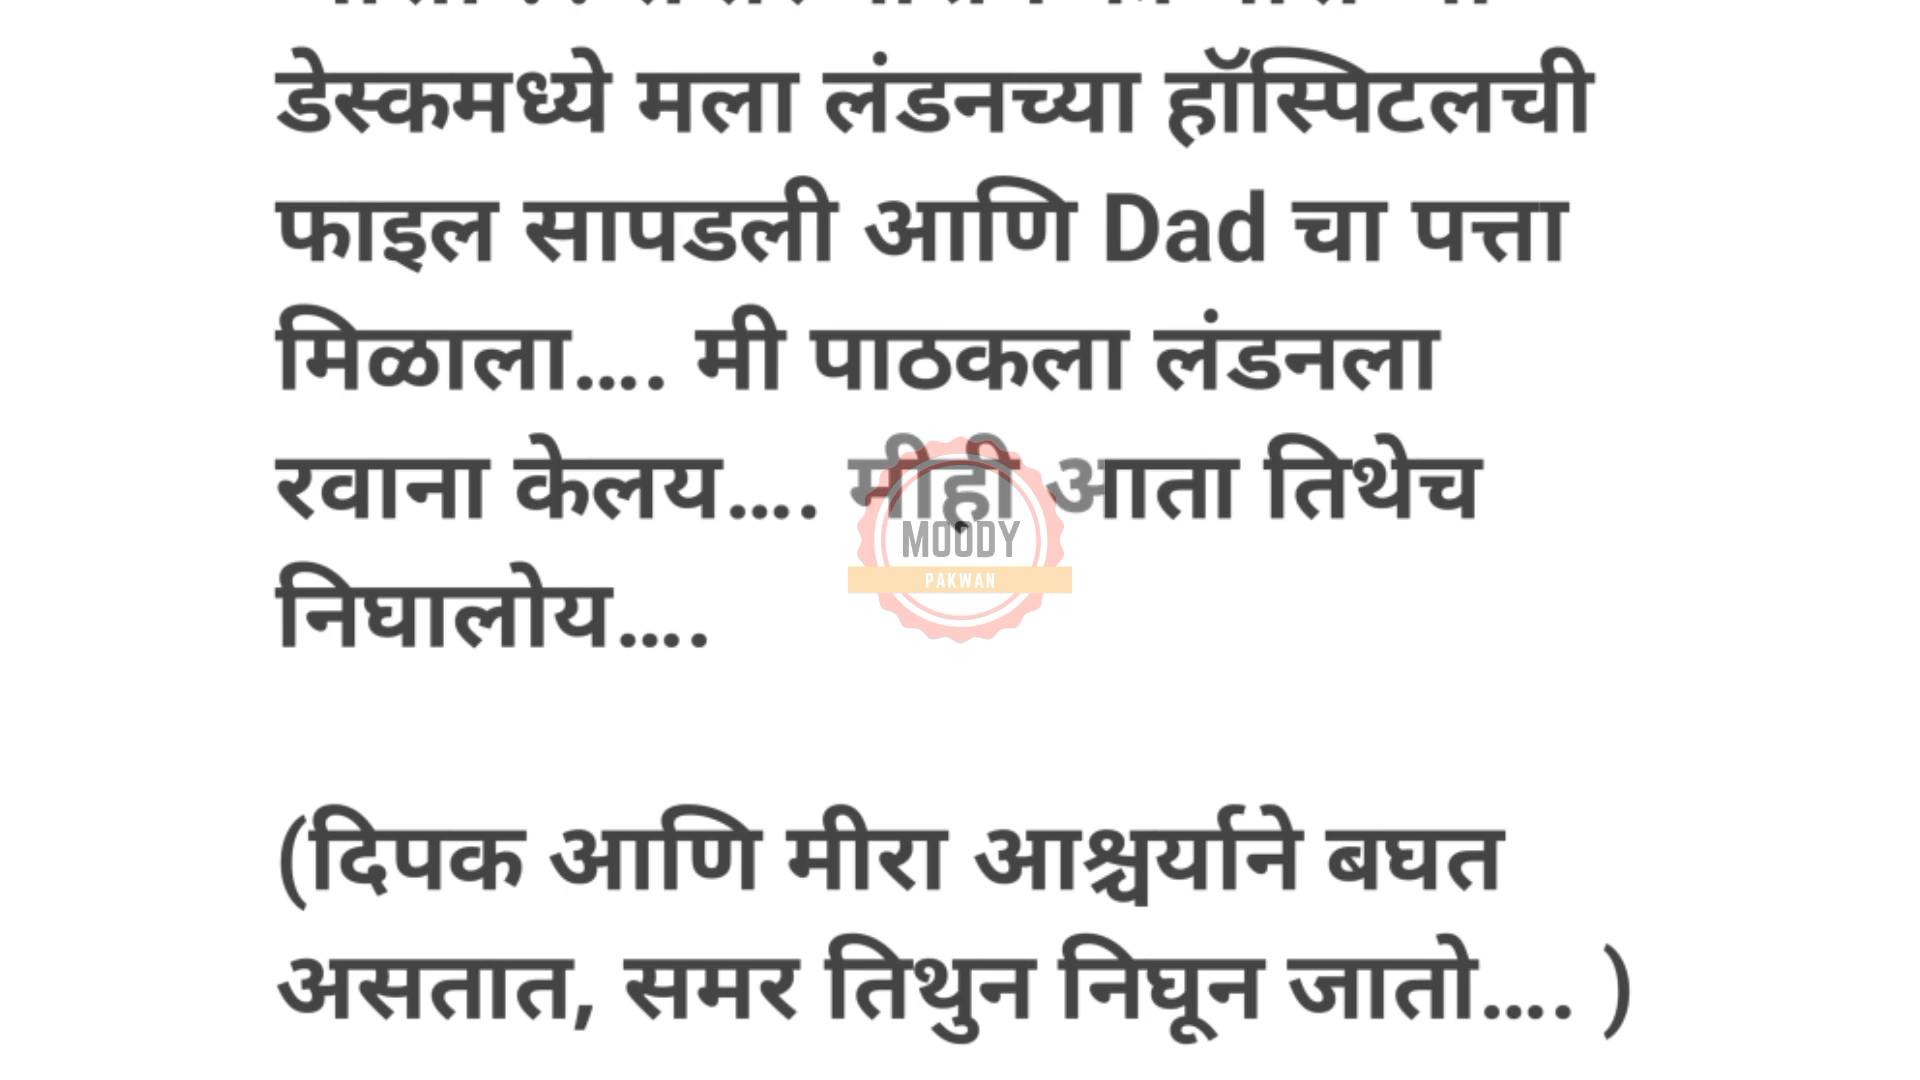 डेस्कमध्ये मला लंडनच्या हॉस्पिटलची
फाइल सापडली आणि Dad चा पत्ता
मिळाला.... मी पाठकला लंडनला
रवाना केलय.... मीही आता तिथेच
निघालोय....
MOODY
PAKWAN
(दिपक आणि मीरा आश्चर्याने बघत
असतात, समर तिथुन निघून जातो.... )